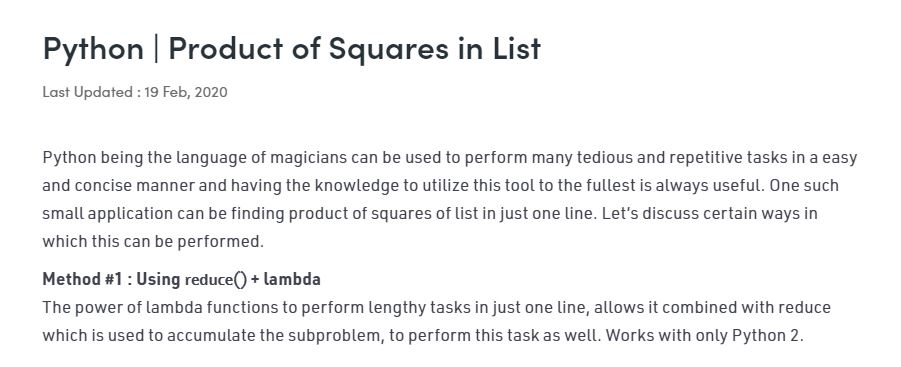 Python | Product of Squares in List
Last Updated : 19 Feb, 2020
Python being the language of magicians can be used to perform many tedious and repetitive tasks in a easy
and concise manner and having the knowledge to utilize this tool to the fullest is always useful. One such
small application can be finding product of squares of list in just one line. Let’s discuss certain ways in
which this can be performed.
Method #1 : Using reduce() + lambda
The power of lambda functions to perform lengthy tasks in just one line, allows it combined with reduce
which is used to accumulate the subproblem, to perform this task as well. Works with only Python 2.